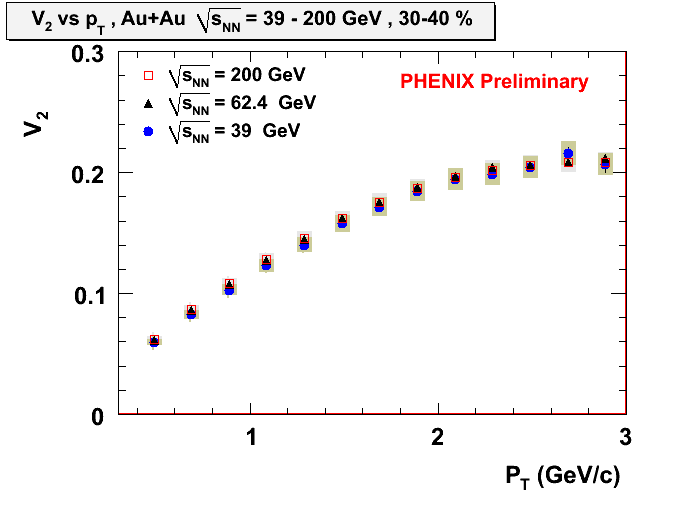 V2 vs pT , Au+Au √sNN = 39 - 200 GeV , 30-40 %
0.3
√sNN = 200 GeV
PHENIX Preliminary
√sNN = 62.4 GeV
√sNN = 39 GeV
V2
0.2
0.1
0
1
2
3
PT (GeV/c)